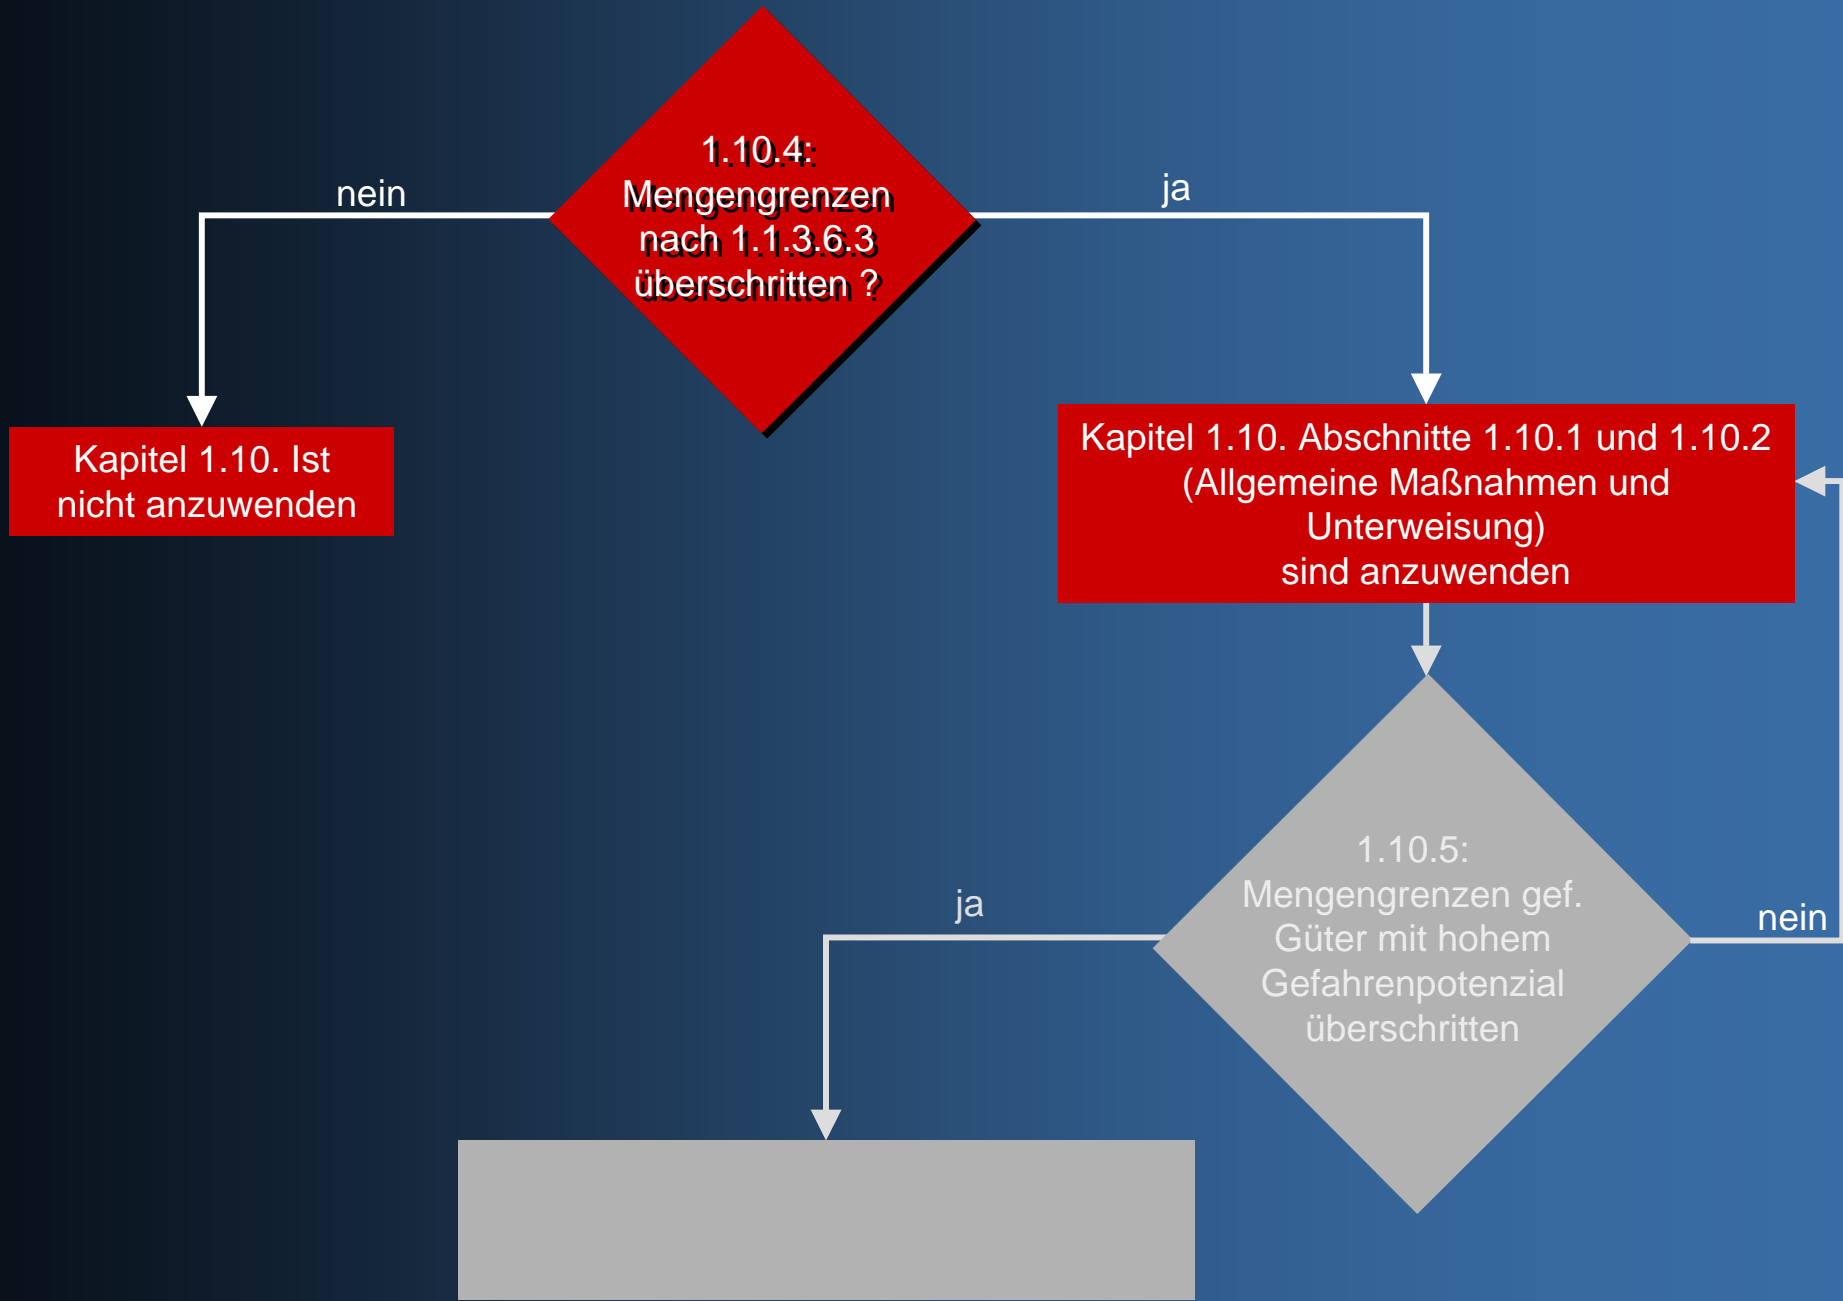 1.10.4:
Mengengrenzen
nach 1.1.3.6.3
überschritten ?
nein
ja
Kapitel 1.10. Ist
nicht anzuwenden
Kapitel 1.10. Abschnitte 1.10.1 und 1.10.2
(Allgemeine Maßnahmen und
Unterweisung)
sind anzuwenden
1.10.5:
Mengengrenzen gef.
Güter mit hohem
Gefahrenpotenzial
überschritten
ja
nein